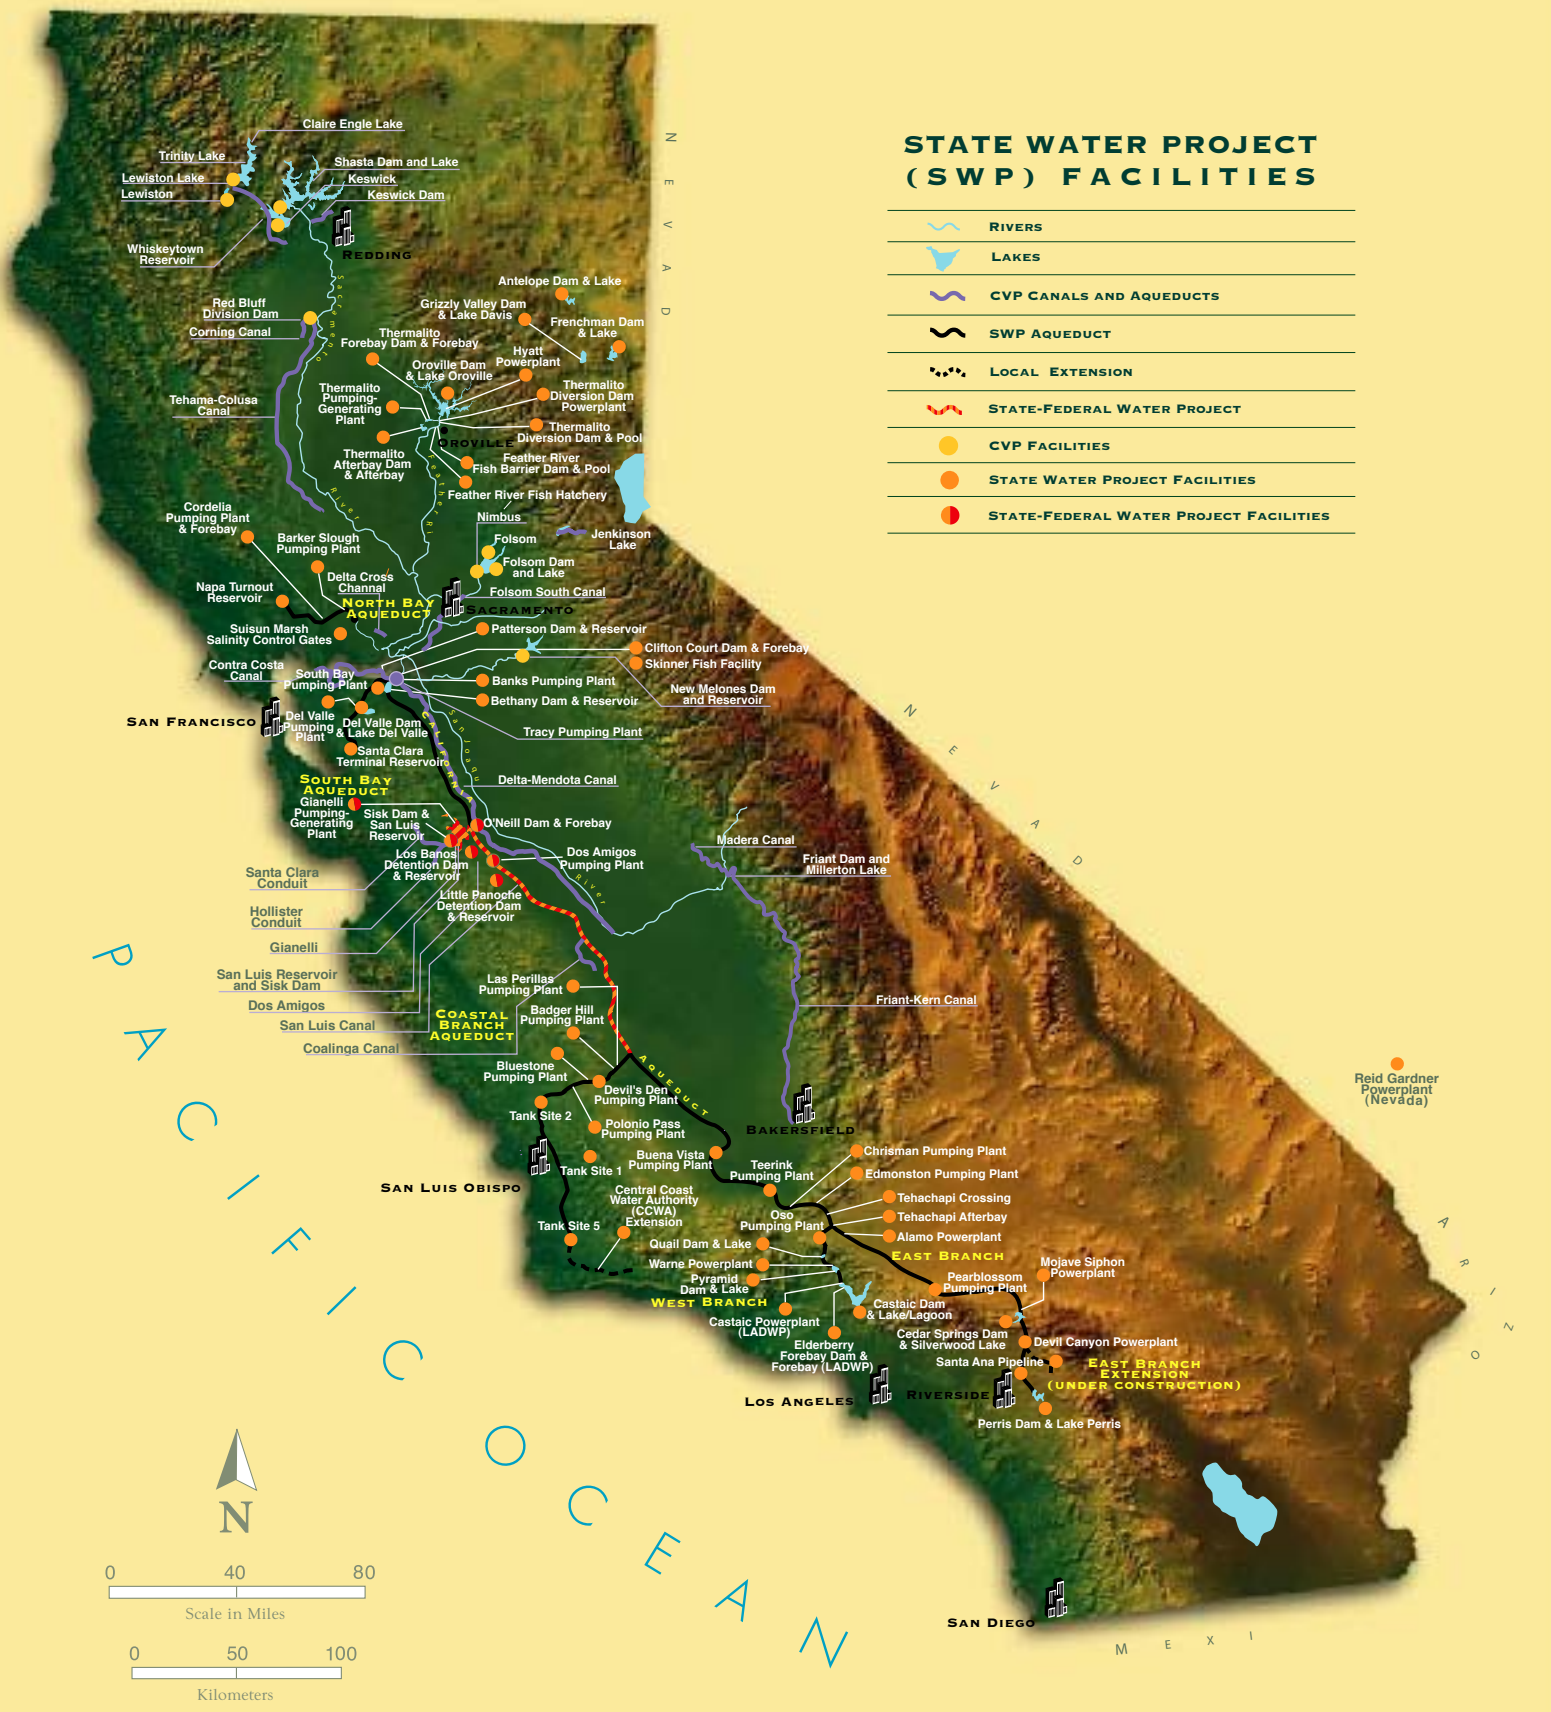 STATE WATER PROJECT
(SWP) FACILITIES
RIVERS
LAKES
CVP CANALS AND AQUEDUCTS
SWP AQUEDUCT
LOCAL EXTENSION
STATE-FEDERAL WATER PROJECT
CVP FACILITIES
STATE WATER PROJECT FACILITIES
STATE-FEDERAL WATER PROJECT FACILITIES
Claire Engle Lake
Trinity Lake
Shasta Dam and Lake
Lewiston Lake
Keswick
Lewiston
Keswick Dam
Whiskeytown
Reservoir
REDDING
N E V A D
Antelope Dam & Lake
Grizzly Valley Dam
& Lake Davis
Red Bluff
Division Dam
Corning Canal
Sacramento
Frenchman Dam
& Lake
Thermalito
Forebay Dam & Forebay
Hyatt
Powerplant
Oroville Dam
& Lake Oroville
Thermalito
Pumping-
Generating
Plant
Thermalito
Diversion Dam
Powerplant
Tehama-Colusa
Canal
Thermalito
Diversion Dam & Pool
OROVILLE
Thermalito
Afterbay Dam
& Afterbay
Feather River
Fish Barrier Dam & Pool
Feather Ri
Feather River Fish Hatchery
River
Cordelia
Pumping Plant
& Forebay
Nimbus
Jenkinson
Lake
Barker Slough
Pumping Plant
Folsom
Folsom Dam
and Lake
Delta Cross
Channal
Napa Turnout
Reservoir
NORTH BAY
AQUEDUCT
Folsom South Canal
SACRAMENTO
Suisun Marsh
Salinity Control Gates
Patterson Dam & Reservoir
Clifton Court Dam & Forebay
Skinner Fish Facility
Contra Costa
Canal
South Bay
Pumping Plant
Banks Pumping Plant
New Melones Dam
and Reservoir
Bethany Dam & Reservoir
SAN FRANCISCO
Del Valle
Pumping
Plant
Del Valle Dam
& Lake Del Valle
Tracy Pumping Plant
CALIFORNIA
San Joaqu
Santa Clara
Terminal Reservoir
SOUTH BAY
AQUEDUCT
Delta-Mendota Canal
N E V A D
Gianelli
Pumping-
Generating
Plant
Sisk Dam &
San Luis
Reservoir
O'Neill Dam & Forebay
Madera Canal
Los Banos
Detention Dam
& Reservoir
Dos Amigos
Pumping Plant
Friant Dam and
Millerton Lake
Santa Clara
Conduit
Little Panoche
Detention Dam
& Reservoir
River
Hollister
Conduit
Gianelli
San Luis Reservoir
and Sisk Dam
Las Perillas
Pumping Plant
Dos Amigos
Friant-Kern Canal
COASTAL
BRANCH
AQUEDUCT
Badger Hill
Pumping Plant
San Luis Canal
Coalinga Canal
Bluestone
Pumping Plant
AQUEDUCT
Reid Gardner
Powerplant
(Nevada)
Devil's Den
Pumping Plant
Tank Site 2
Polonio Pass
Pumping Plant
BAKERSFIELD
Buena Vista
Pumping Plant
Tank Site 1
Chrisman Pumping Plant
Teerink
Pumping Plant
Edmonston Pumping Plant
SAN LUIS OBISPO
Central Coast
Water Authority
(CCWA)
Extension
Tehachapi Crossing
Oso
Pumping Plant
Tehachapi Afterbay
Tank Site 5
Alamo Powerplant
Quail Dam & Lake
EAST BRANCH
Warne Powerplant
Mojave Siphon
Powerplant
Pyramid
Dam & Lake
Pearblossom
Pumping Plant
WEST BRANCH
Castaic Dam
& Lake/Lagoon
Castaic Powerplant
(LADWP)
Cedar Springs Dam
& Silverwood Lake
Devil Canyon Powerplant
Elderberry
Forebay Dam &
Forebay (LADWP)
Santa Ana Pipeline
EAST BRANCH
EXTENSION
(UNDER CONSTRUCTION)
LOS ANGELES
RIVERSIDE
Perris Dam & Lake Perris
A R I Z O
PACIFIC OCEAN
N
0 40 80
Scale in Miles
0 50 100
Kilometers
SAN DIEGO
M E X I